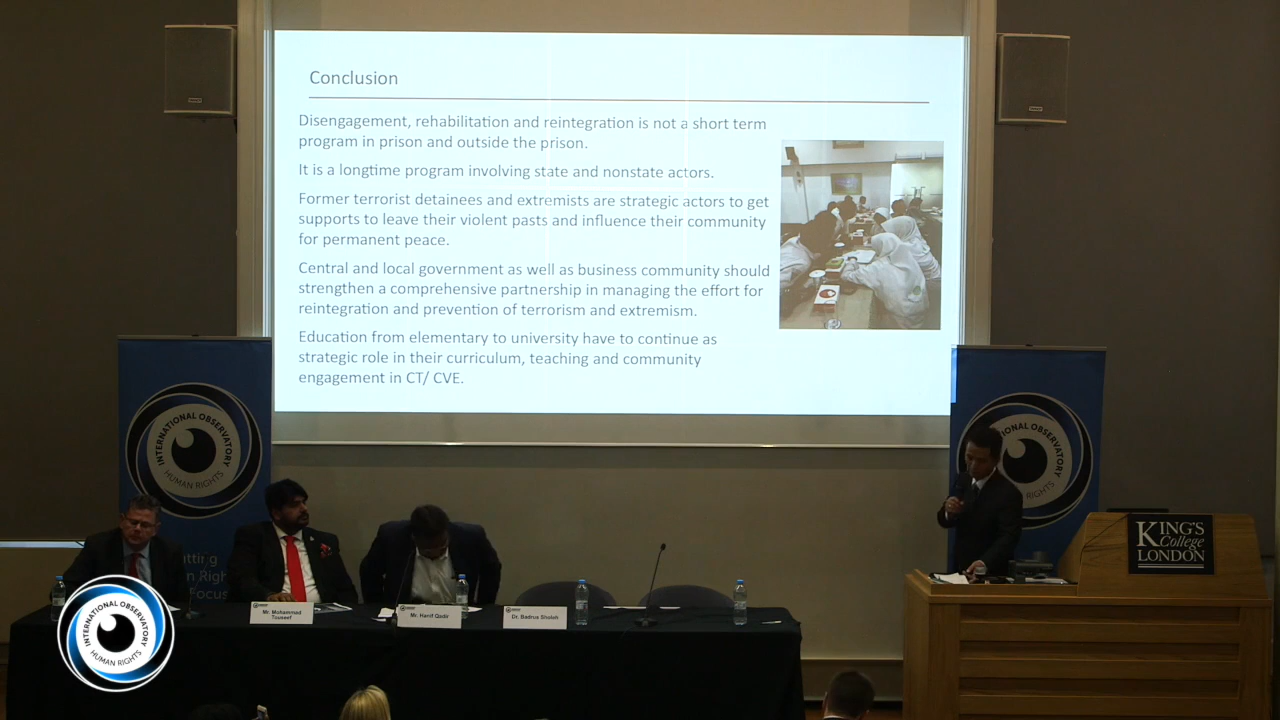 Conclusion
Disengagement, rehabilitation and reintegration is not a short term
program in prison and outside the prison.
It is a longtime program involving state and nonstate actors.
Former terrorist detainees and extremists are strategic actors to get
supports to leave their violent pasts and influence their community
for permanent peace.
Central and local government as well as business community should
strengthen a comprehensive partnership in managing the effort for
reintegration and prevention of terrorism and extremism.
Education from elementary to university have to continue as
strategic role in their curriculum, teaching and community
engagement in CT/ CVE.
INTERNATIONAL OBSERVATORY
HUMAN RIGHTS
INTERNATIONAL OBSERVATORY
RIGHTS
KING'S
College
LONDON
Mr. Mohammad
Mr. Hanif Qadir
Dr. Badrus Sholeh
INTERNATIONAL OBSERVATORY
HUMAN RIGHTS